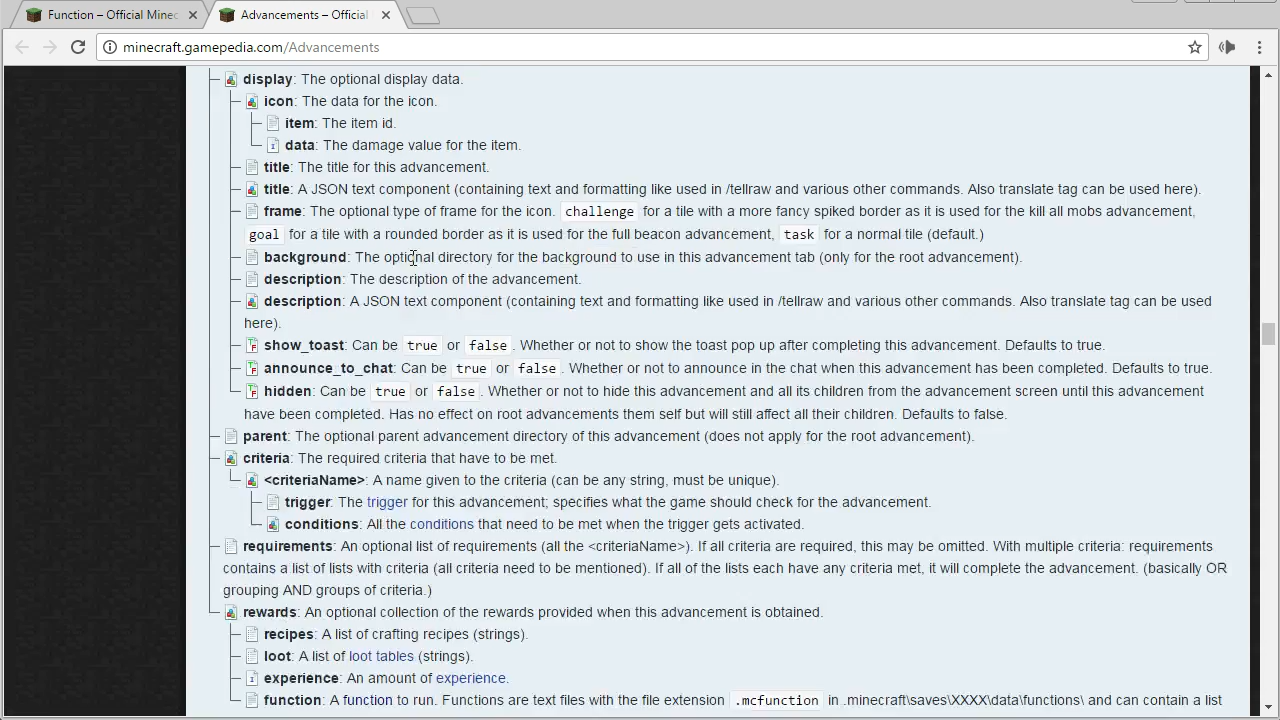 Function – Official Minec
Advancements – Official
minecraft.gamepedia.com/Advancements
display: The optional display data.
icon: The data for the icon.
item: The item id.
data: The damage value for the item.
title: The title for this advancement.
title: A JSON text component (containing text and formatting like used in /tellraw and various other commands. Also translate tag can be used here).
frame: The optional type of frame for the icon. challenge for a tile with a more fancy spiked border as it is used for the kill all mobs advancement,
goal for a tile with a rounded border as it is used for the full beacon advancement, task for a normal tile (default.)
background: The optional directory for the background to use in this advancement tab (only for the root advancement).
description: The description of the advancement.
description: A JSON text component (containing text and formatting like used in /tellraw and various other commands. Also translate tag can be used
here).
show_toast: Can be true or false. Whether or not to show the toast pop up after completing this advancement. Defaults to true.
announce_to_chat: Can be true or false. Whether or not to announce in the chat when this advancement has been completed. Defaults to true.
hidden: Can be true or false. Whether or not to hide this advancement and all its children from the advancement screen until this advancement
have been completed. Has no effect on root advancements them self but will still affect all their children. Defaults to false.
parent: The optional parent advancement directory of this advancement (does not apply for the root advancement).
criteria: The required criteria that have to be met.
<criteriaName>: A name given to the criteria (can be any string, must be unique).
trigger: The trigger for this advancement; specifies what the game should check for the advancement.
conditions: All the conditions that need to be met when the trigger gets activated.
requirements: An optional list of requirements (all the <criteriaName>). If all criteria are required, this may be omitted. With multiple criteria: requirements
contains a list of lists with criteria (all criteria need to be mentioned). If all of the lists each have any criteria met, it will complete the advancement. (basically OR
grouping AND groups of criteria.)
rewards: An optional collection of the rewards provided when this advancement is obtained.
recipes: A list of crafting recipes (strings).
loot: A list of loot tables (strings).
experience: An amount of experience.
function: A function to run. Functions are text files with the file extension .mcfunction in .minecraft\saves\XXXX\data\functions\ and can contain a list